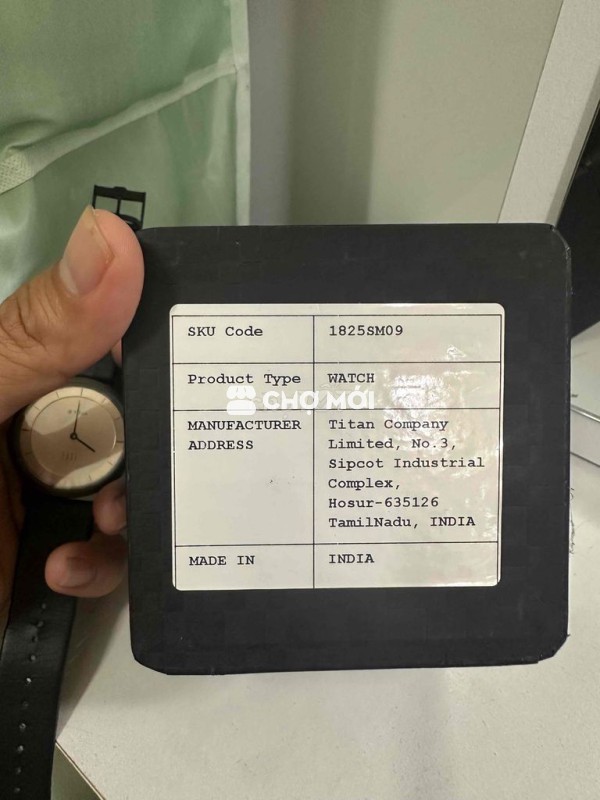 SKU Code
1825SM09
Product Type
WATCH
CHỢ MỚI
MANUFACTURER
ADDRESS
Titan Company
Limited, No.3,
Sipcot Industrial
Complex,
Hosur-635126
TamilNadu, INDIA
MADE IN
INDIA